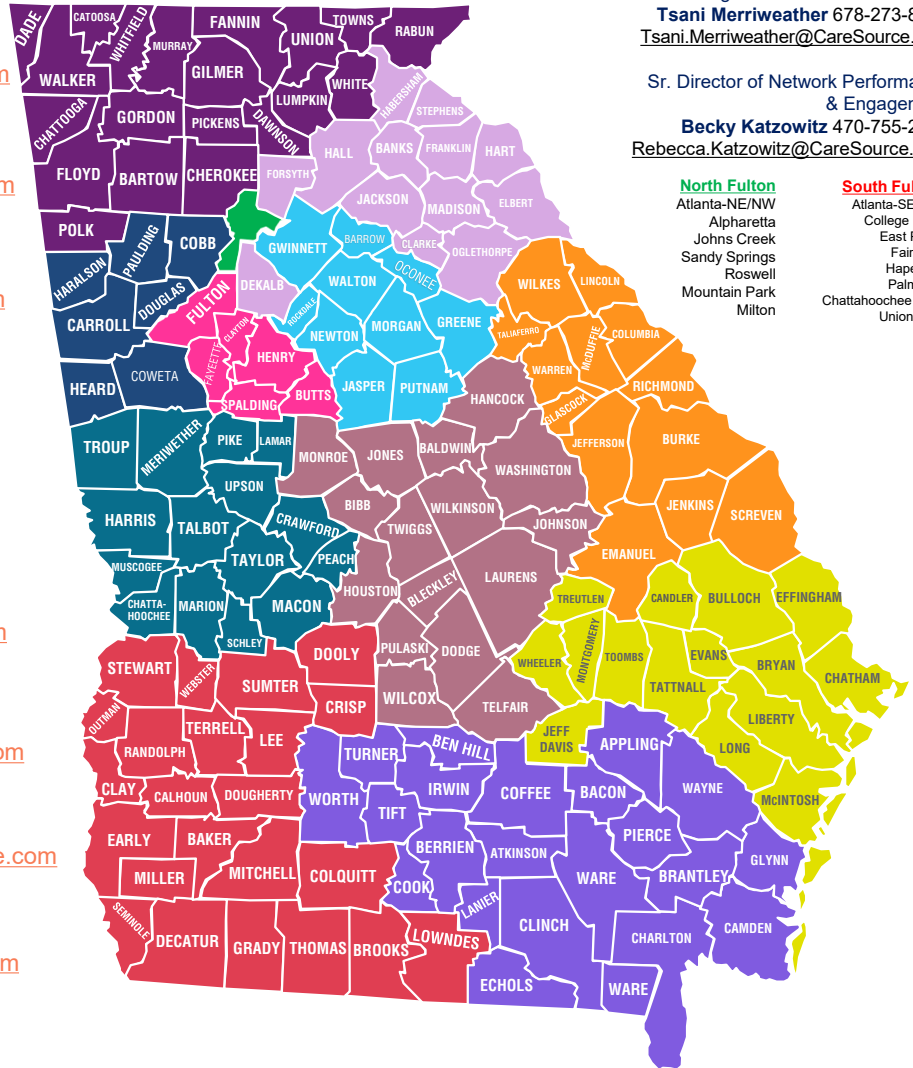 Tsani Merriweather 678-273-8
Tsani.Merriweather@CareSource.
Sr. Director of Network Performa
& Engagem
Becky Katzowitz 470-755-2
Rebecca.Katzowitz@CareSource.
North Fulton
Atlanta-NE/NW
Alpharetta
Johns Creek
Sandy Springs
Roswell
Mountain Park
Milton
South Ful
Atlanta-SE
College
East P
Fair
Hape
Palm
Chattahoochee
Union
m
m
m
m
om
e.com
m
DADE
CATOOSA
WHITFIELD
MURRAY
FANNIN
UNION
TOWNS
RABUN
WALKER
GILMER
WHITE
HABERSHAM
LUMPKIN
STEPHENS
CHATTOOGA
GORDON
PICKENS
DAWNSON
HALL
BANKS
FRANKLIN
HART
FLOYD
BARTOW
CHEROKEE
FORSYTH
JACKSON
MADISON
ELBERT
POLK
PAULDING
COBB
GWINNETT
BARROW
CLARKE
OGLETHORPE
OCONEE
HARALSON
DOUGLAS
FULTON
DEKALB
WALTON
WILKES
LINCOLN
CARROLL
CLAYTON
ROCKDALE
NEWTON
MORGAN
GREENE
TALIAFERRO
McDUFFIE
COLUMBIA
HEARD
COWETA
FAYEETTE
HENRY
WARREN
RICHMOND
SPALDING
BUTTS
JASPER
PUTNAM
HANCOCK
GLASCOCK
TROUP
MERIWETHER
PIKE
LAMAR
MONROE
JONES
BALDWIN
WASHINGTON
JEFFERSON
BURKE
UPSON
HARRIS
TALBOT
CRAWFORD
BIBB
TWIGGS
WILKINSON
JOHNSON
JENKINS
SCREVEN
MUSCOGEE
TAYLOR
PEACH
EMANUEL
CHATTA-
HOOCHEE
MARION
MACON
HOUSTON
BLECKLEY
LAURENS
TREUTLEN
CANDLER
BULLOCH
EFFINGHAM
SCHLEY
STEWART
WEBSTER
SUMTER
DOOLY
PULASKI
DODGE
WHEELER
MONTGOMERY
TOOMBS
EVANS
BRYAN
CHATHAM
TATTNALL
OUTMAN
CRISP
WILCOX
TELFAIR
TERRELL
LEE
RANDOLPH
JEFF
DAVIS
APPLING
LONG
LIBERTY
TURNER
BEN HILL
CLAY
CALHOUN
DOUGHERTY
WORTH
IRWIN
COFFEE
BACON
WAYNE
McINTOSH
TIFT
EARLY
BAKER
BERRIEN
ATKINSON
PIERCE
GLYNN
MILLER
MITCHELL
COLQUITT
COOK
WARE
BRANTLEY
LANIER
SEMINOLE
DECATUR
GRADY
THOMAS
BROOKS
LOWNDES
CLINCH
CHARLTON
CAMDEN
ECHOLS
WARE